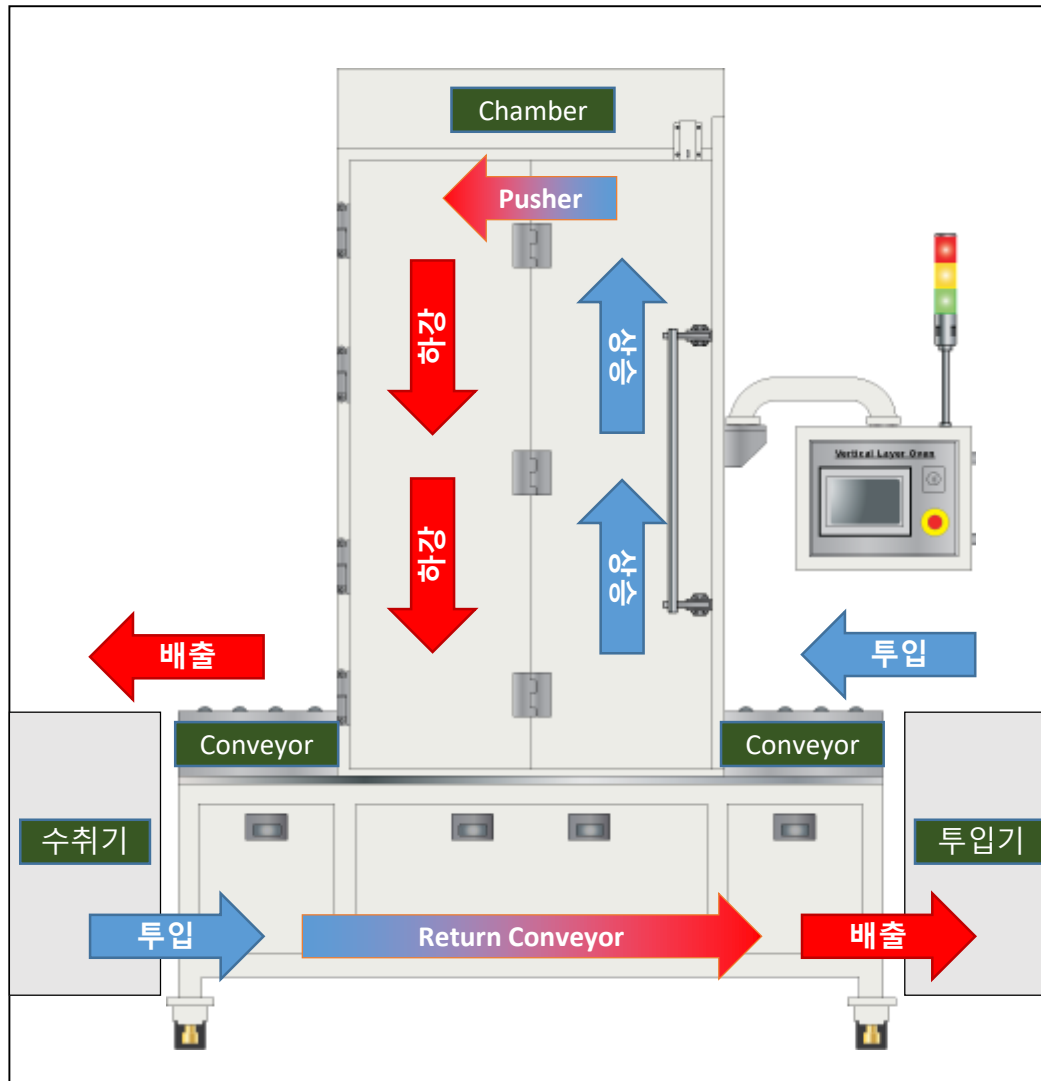 Chamber
Pusher
하강
상승
Vertical Layer Oven
하강
상승
배출
투입
Conveyor
Conveyor
수취기
투입기
투입
Return Conveyor
배출